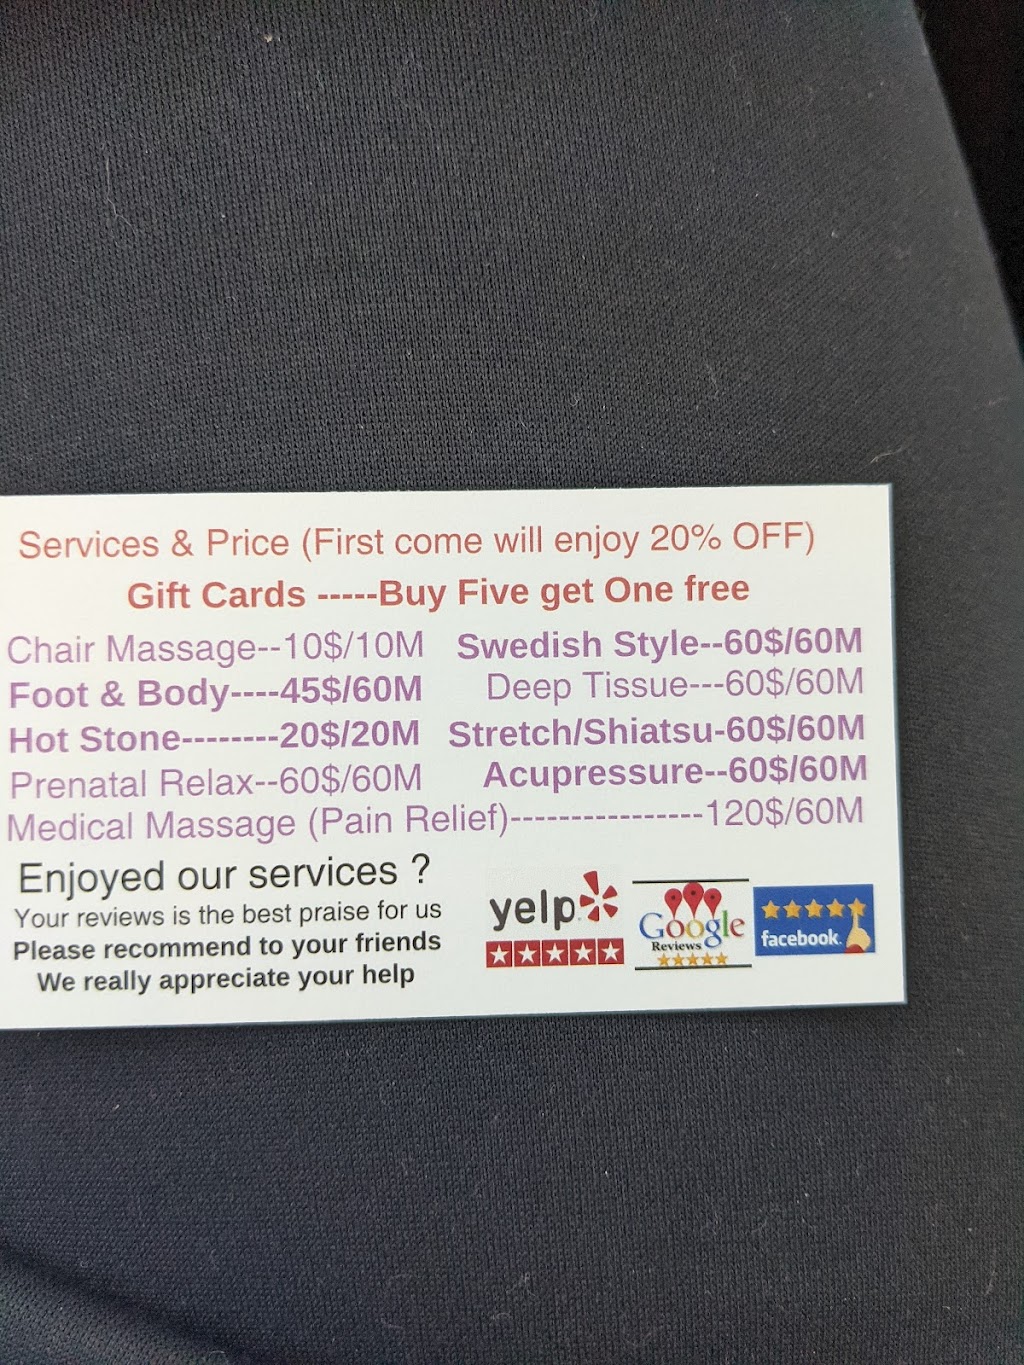 Services & Price (First come will enjoy 20% OFF)
Gift Cards -----Buy Five get One free
Chair Massage--10$/10M Swedish Style--60$/60M
Foot & Body----45$/60M Deep Tissue---60$/60M
Hot Stone--------20$/20M Stretch/Shiatsu-60$/60M
Prenatal Relax--60$/60M Acupressure--60$/60M
Medical Massage (Pain Relief)----------------120$/60M
Enjoyed our services ?
Your reviews is the best praise for us
Please recommend to your friends
We really appreciate your help
yelp
Google
Reviews
facebook.